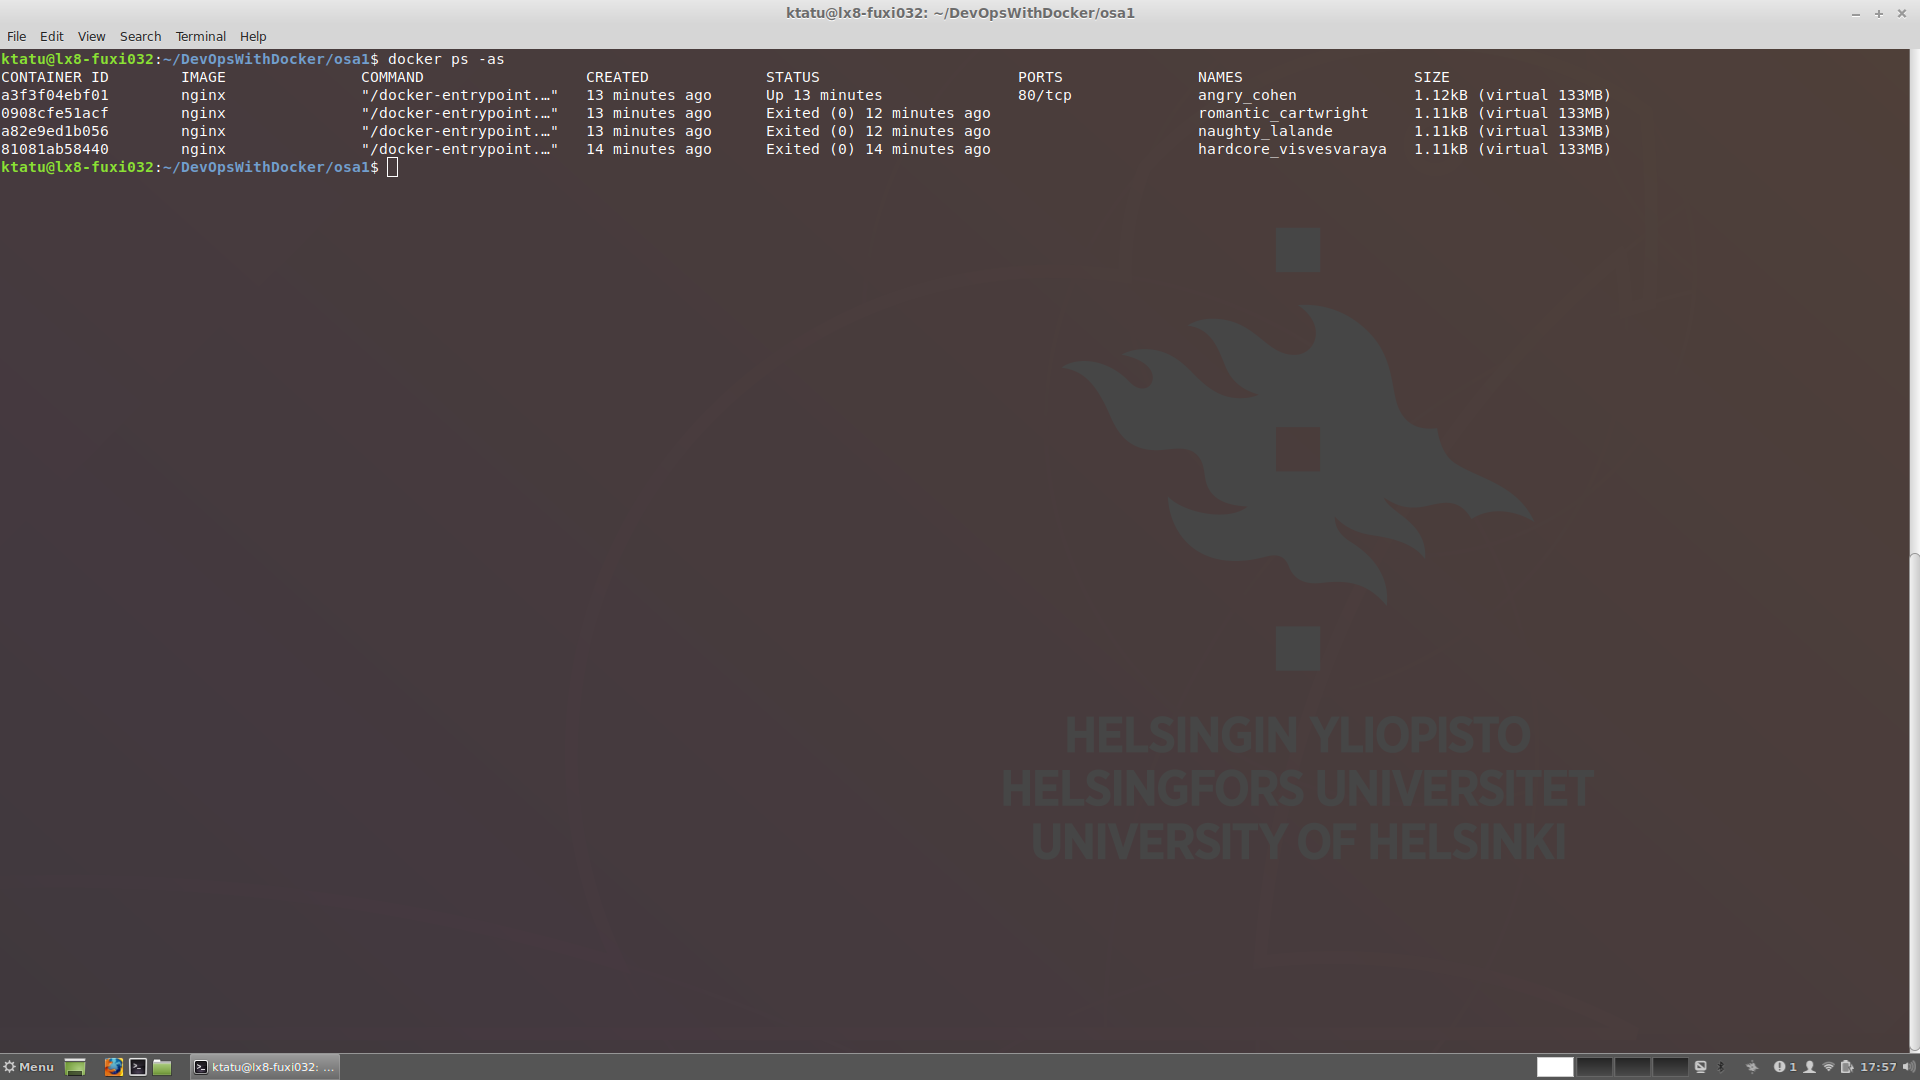 ktatu@lx8-fuxi032: ~/DevOpsWithDocker/osa1
File Edit View Search Terminal Help
ktatu@lx8-fuxi032:~/DevOpsWithDocker/osa1$ docker ps -as
CONTAINER ID IMAGE COMMAND CREATED STATUS PORTS NAMES SIZE
a3f3f04ebf01 nginx "/docker-entrypoint.…" 13 minutes ago Up 13 minutes 80/tcp angry_cohen 1.12kB (virtual 133MB)
0908cfe51acf nginx "/docker-entrypoint.…" 13 minutes ago Exited (0) 12 minutes ago romantic_cartwright 1.11kB (virtual 133MB)
a82e9ed1b056 nginx "/docker-entrypoint.…" 13 minutes ago Exited (0) 12 minutes ago naughty_lalande 1.11kB (virtual 133MB)
81081ab58440 nginx "/docker-entrypoint.…" 14 minutes ago Exited (0) 14 minutes ago hardcore_visvesvaraya 1.11kB (virtual 133MB)
ktatu@lx8-fuxi032:~/DevOpsWithDocker/osa1$
HELSINGIN YLIOPISTO
HELSINGFORS UNIVERSITET
UNIVERSITY OF HELSINKI
Menu ktatu@lx8-fuxi032: ... 1 17:57